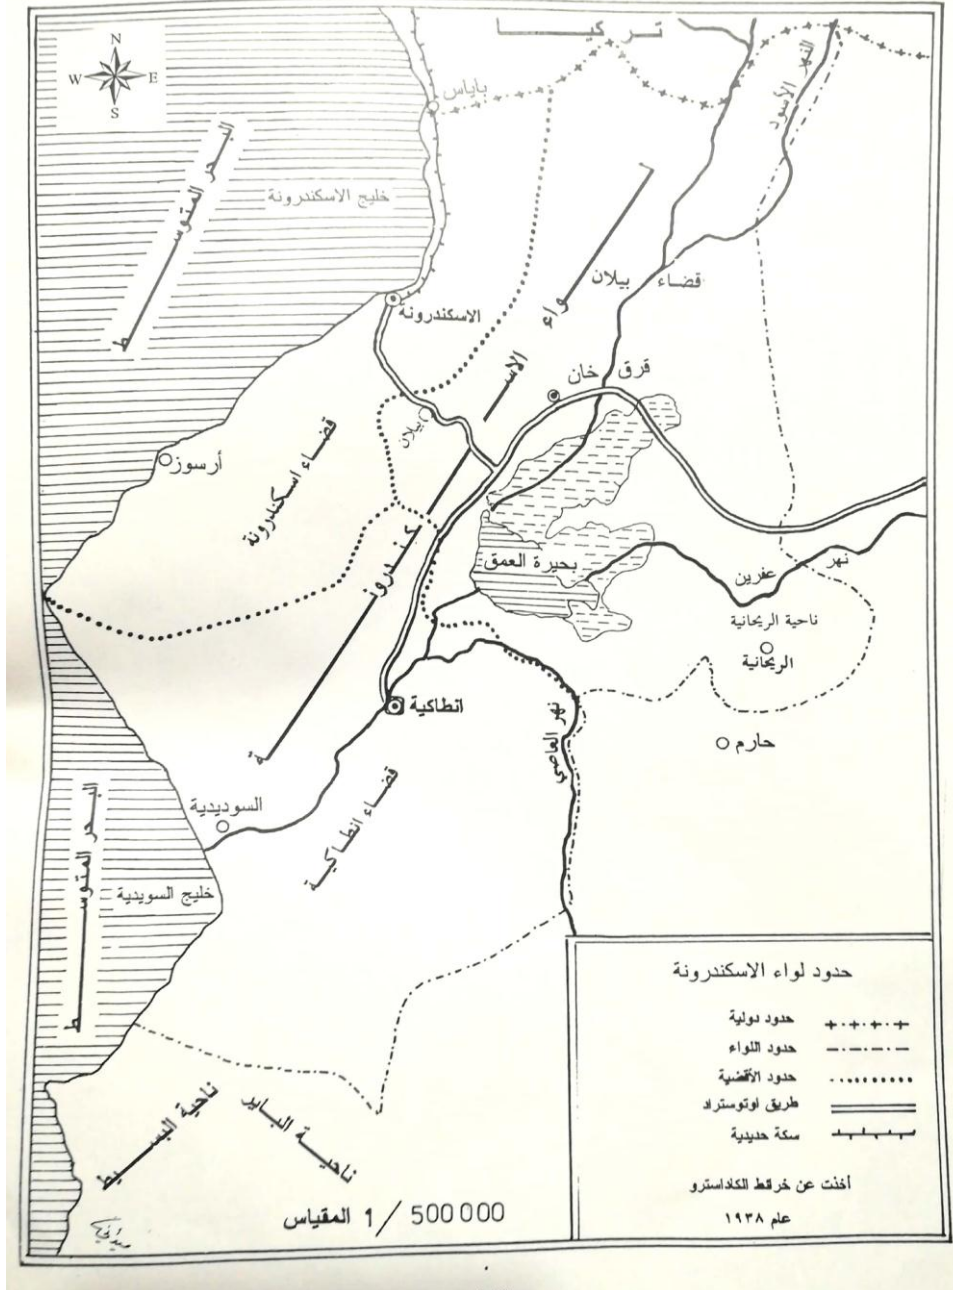 N
W E
S
تركيا
النهر الأسود
باياس
البحر المتوسط
خليج الاسكندرونة
قضاء بيلان
الاسكندرونة
لواء الاسكندرونة
قرق خان
بيلان
أرسوز
قضاء اسكندرونة
بحيرة العمق
نهر عفرين
ناحية الريحانية
الريحانية
انطاكية
نهر العاصي
حارم
السوديدية
قضاء انطاكية
البحر المتوسط
خليج السويدية
ناحية البسيط
ناحية الباير
المقياس 1/500000
حدود لواء الاسكندرونة
حدود دولية
حدود اللواء
حدود الأقضية
طريق اوتوستراد
سكة حديدية
أخذت عن خرائط الكاداسترو
عام ١٩٣٨